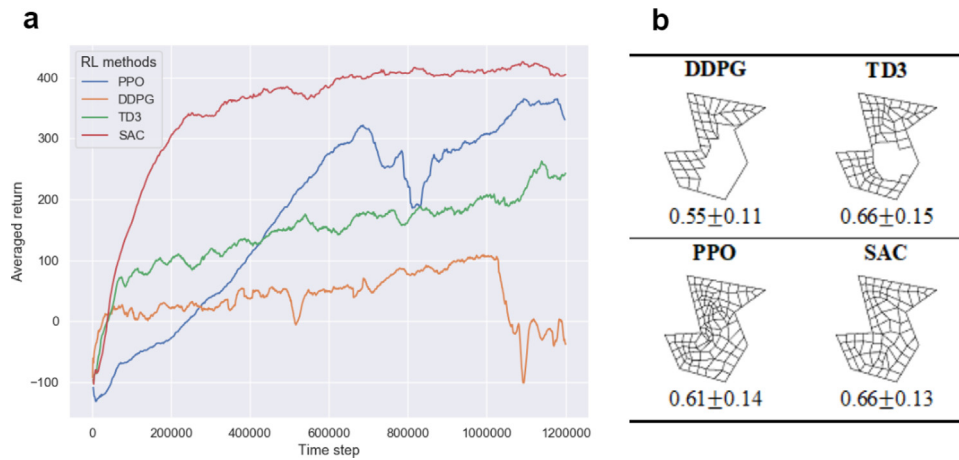 a
RL methods
PPO
DDPG
TD3
SAC
400
300
200
100
0
−100
Averaged return
0
200000
400000
600000
800000
1000000
1200000
Time step
b
DDPG
TD3
0.55±0.11
0.66±0.15
PPO
SAC
0.61±0.14
0.66±0.13